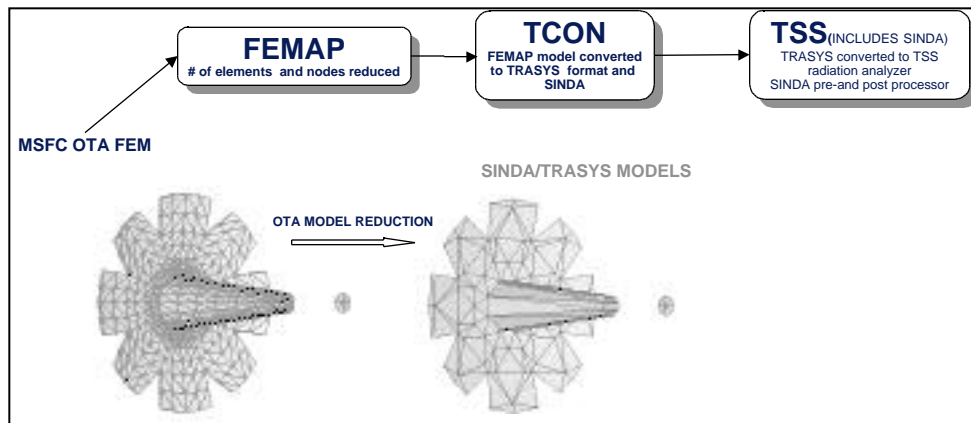 FEMAP
# of elements and nodes reduced
TCON
FEMAP model converted
to TRASYS format and
SINDA
TSS(INCLUDES SINDA)
TRASYS converted to TSS
radiation analyzer
SINDA pre-and post processor
MSFC OTA FEM
SINDA/TRASYS MODELS
OTA MODEL REDUCTION